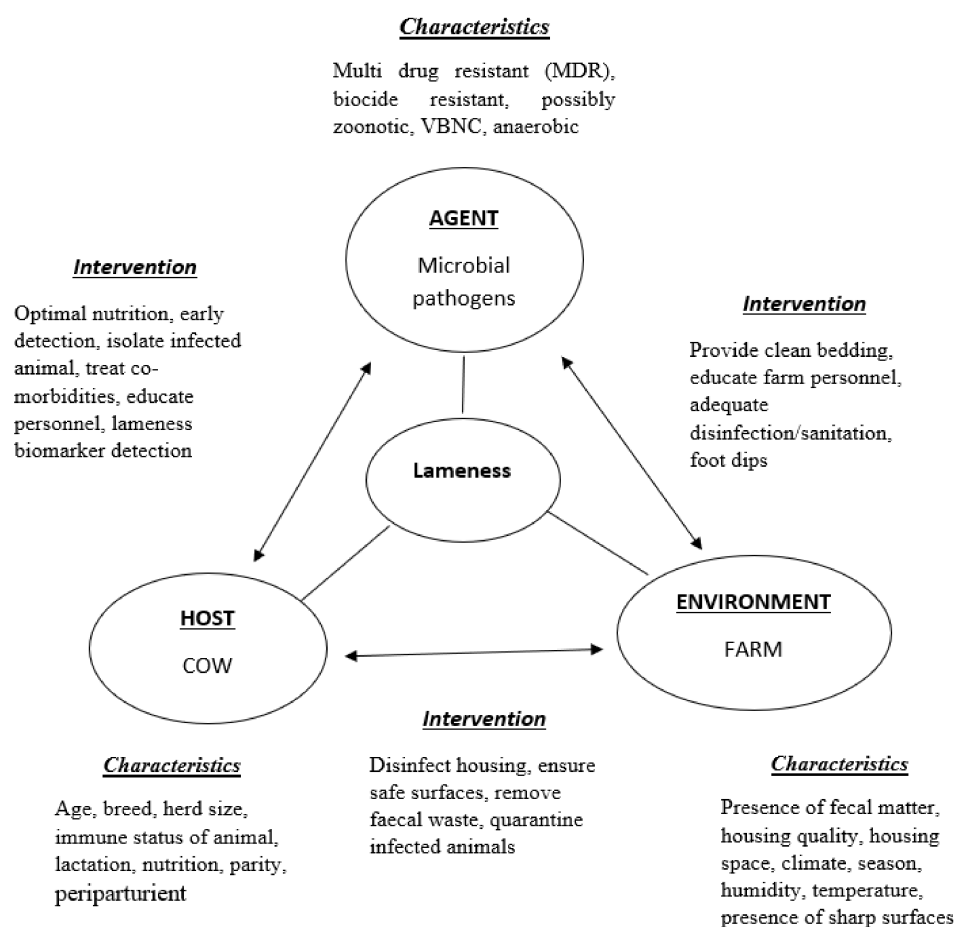 Characteristics
Multi drug resistant (MDR),
biocide resistant, possibly
zoonotic, VBNC, anaerobic
AGENT
Microbial
pathogens
Intervention
Optimal nutrition, early
detection, isolate infected
animal, treat co-
morbidities, educate
personnel, lameness
biomarker detection
Intervention
Provide clean bedding,
educate farm personnel,
adequate
disinfection/sanitation,
foot dips
Lameness
HOST
COW
ENVIRONMENT
FARM
Intervention
Disinfect housing, ensure
safe surfaces, remove
faecal waste, quarantine
infected animals
Characteristics
Age, breed, herd size,
immune status of animal,
lactation, nutrition, parity,
periparturient
Characteristics
Presence of fecal matter,
housing quality, housing
space, climate, season,
humidity, temperature,
presence of sharp surfaces